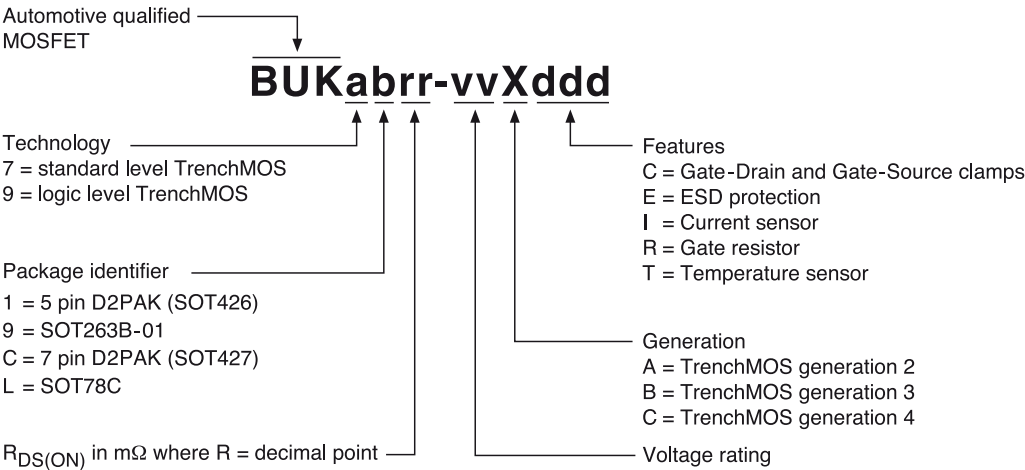 Automotive qualified
MOSFET
BUKabrr-vvXddd
Technology
7 = standard level TrenchMOS
9 = logic level TrenchMOS
Package identifier
1 = 5 pin D2PAK (SOT426)
9 = SOT263B-01
C = 7 pin D2PAK (SOT427)
L = SOT78C
RDS(ON) in mΩ where R = decimal point
Features
C = Gate-Drain and Gate-Source clamps
E = ESD protection
I = Current sensor
R = Gate resistor
T = Temperature sensor
Generation
A = TrenchMOS generation 2
B = TrenchMOS generation 3
C = TrenchMOS generation 4
Voltage rating